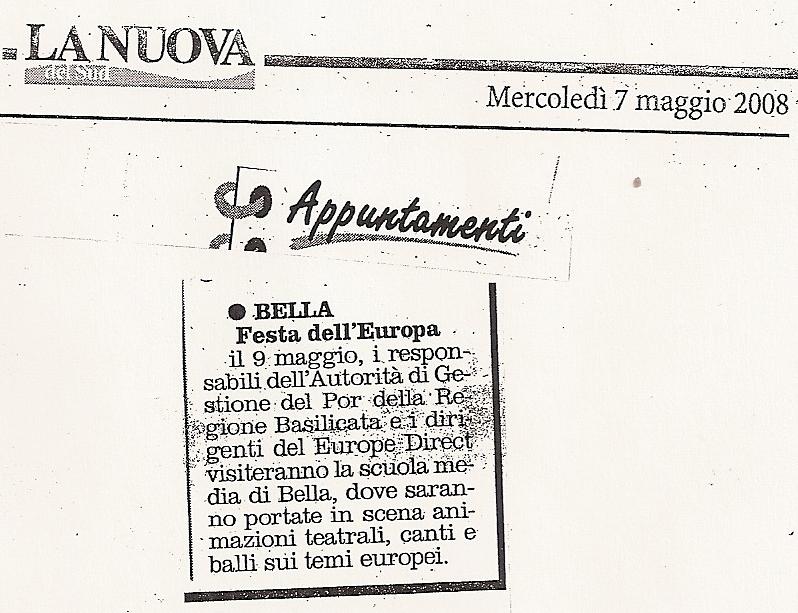 LA NUOVA
del Sud
Mercoledì 7 maggio 2008
Appuntamenti
● BELLA
Festa dell'Europa
il 9 maggio, i respon-
sabili dell'Autorità di Ge-
stione del Por della Re-
gione Basilicata e i diri-
genti del Europe Direct
visiteranno la scuola me-
dia di Bella, dove saran-
no portate in scena ani-
mazioni teatrali, canti e
balli sui temi europei.